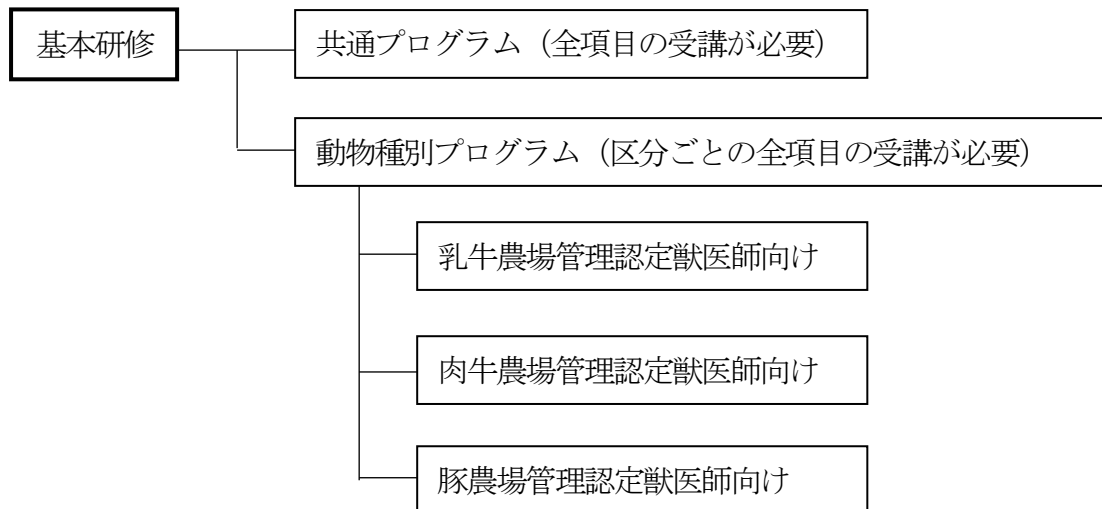 基本研修
共通プログラム（全項目の受講が必要）
動物種別プログラム（区分ごとの全項目の受講が必要）
乳牛農場管理認定獣医師向け
肉牛農場管理認定獣医師向け
豚農場管理認定獣医師向け